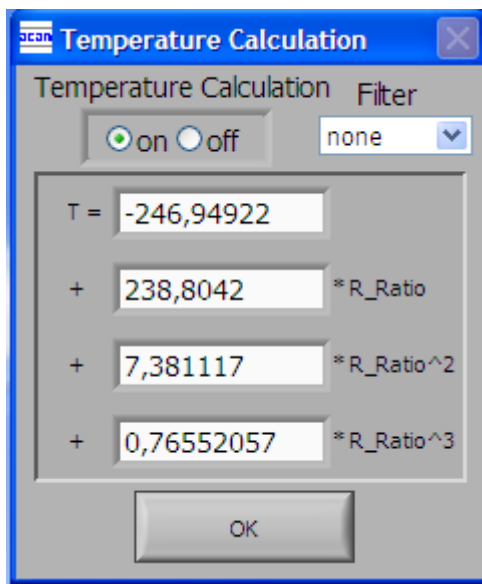 acan Temperature Calculation
Temperature Calculation Filter
on off none
T = -246,94922
+ 238,8042 *R_Ratio
+ 7,381117 *R_Ratio^2
+ 0,76552057 *R_Ratio^3
OK